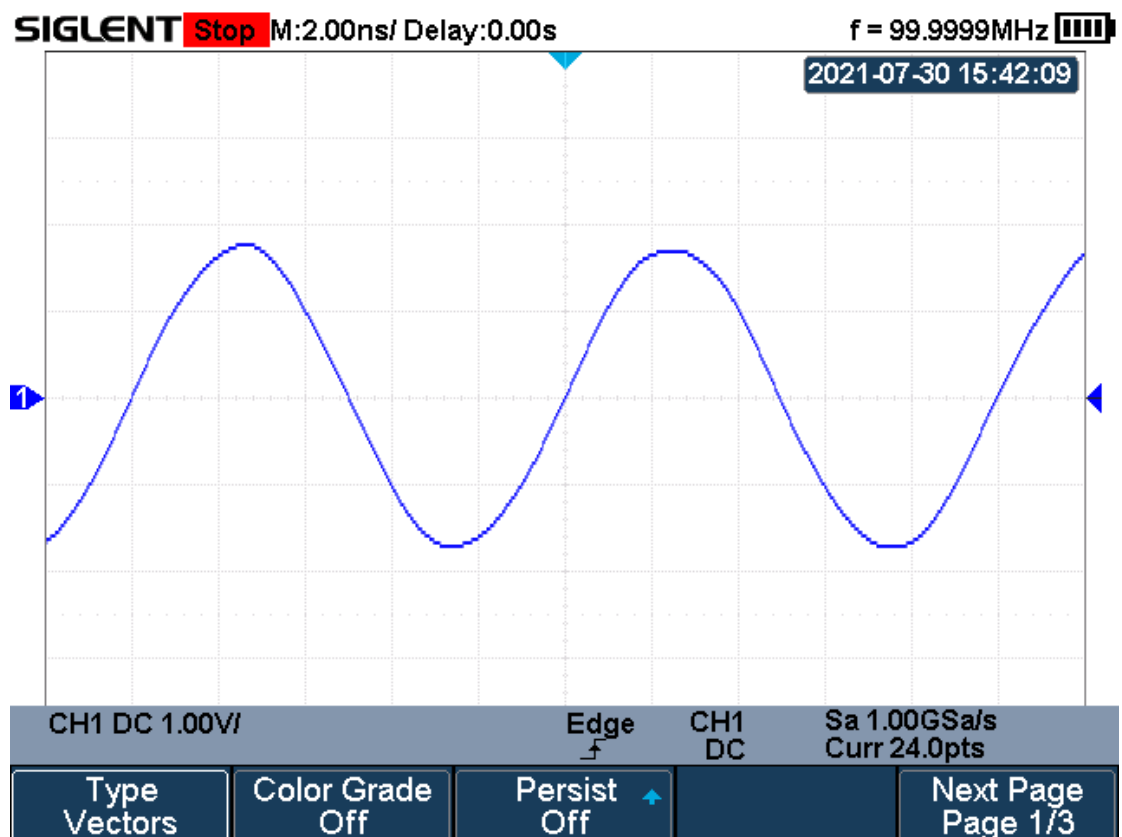 SIGLENT Stop M:2.00ns/ Delay:0.00s f = 99.9999MHz
2021-07-30 15:42:09
1
CH1 DC 1.00V/ Edge CH1 Sa 1.00GSa/s
DC Curr 24.0pts
Type Color Grade Persist Next Page
Vectors Off Off Page 1/3